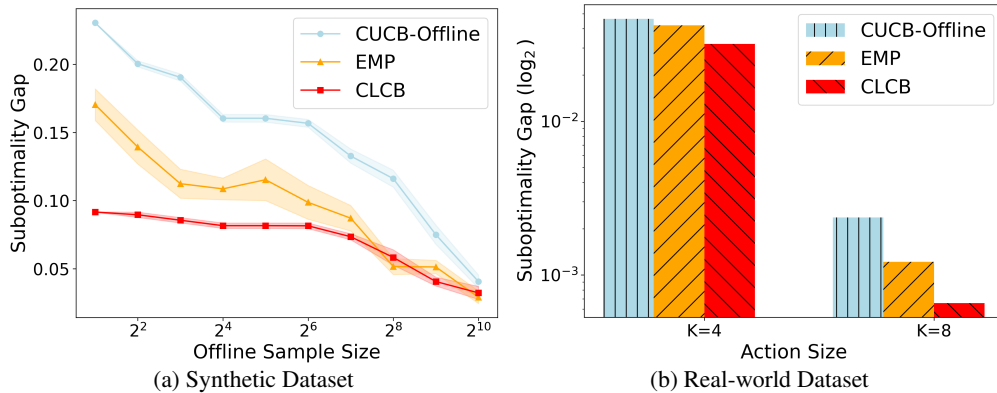 CUCB-Offline
EMP
CLCB
Suboptimality Gap
0.20
0.15
0.10
0.05
2^2
2^4
2^6
2^8
2^10
Offline Sample Size
(a) Synthetic Dataset
CUCB-Offline
EMP
CLCB
Suboptimality Gap (log_2)
10^−2
10^−3
K=4
K=8
Action Size
(b) Real-world Dataset